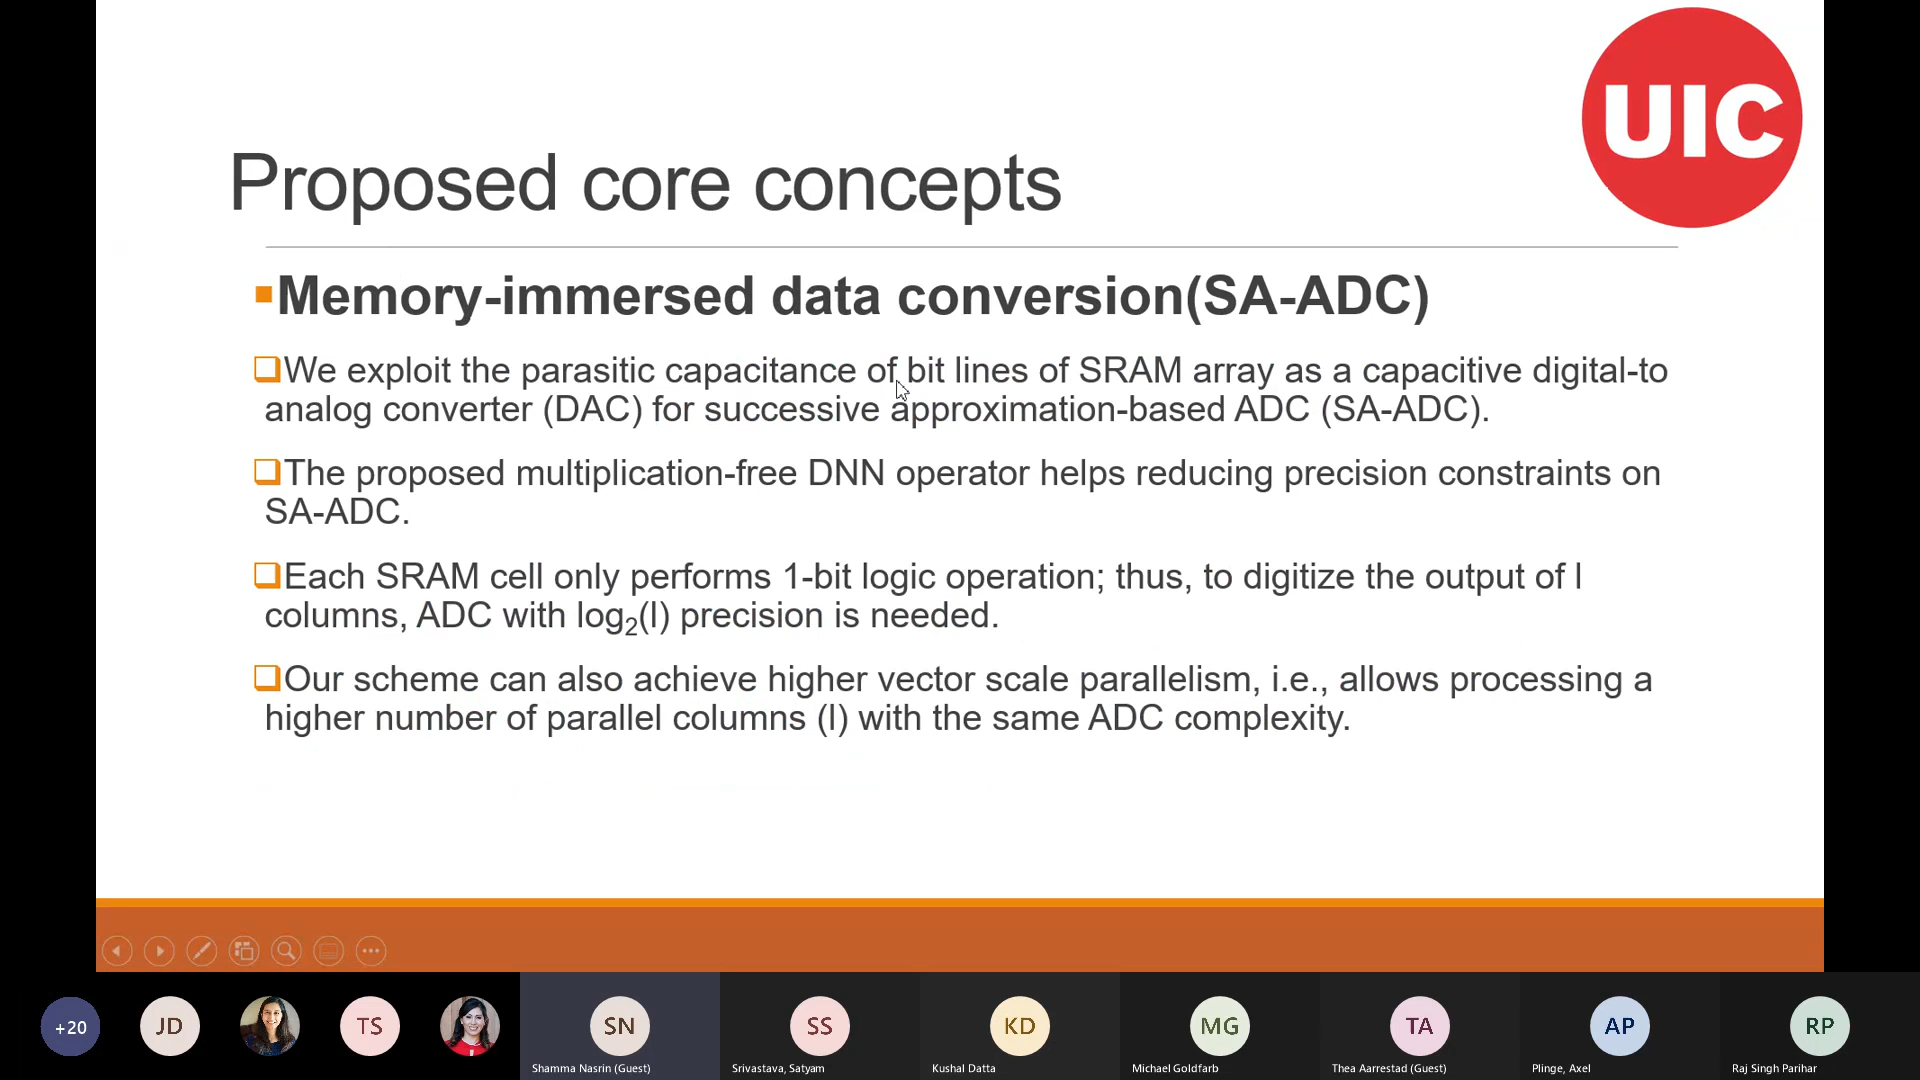 UIC
Proposed core concepts
Memory-immersed data conversion(SA-ADC)
We exploit the parasitic capacitance of bit lines of SRAM array as a capacitive digital-to
analog converter (DAC) for successive approximation-based ADC (SA-ADC).
The proposed multiplication-free DNN operator helps reducing precision constraints on
SA-ADC.
Each SRAM cell only performs 1-bit logic operation; thus, to digitize the output of l
columns, ADC with log₂(l) precision is needed.
Our scheme can also achieve higher vector scale parallelism, i.e., allows processing a
higher number of parallel columns (l) with the same ADC complexity.
+20
JD
TS
SN
SS
KD
MG
TA
AP
RP
Shamma Nasrin (Guest)
Srivastava, Satyam
Kushal Datta
Michael Goldfarb
Thea Aarrestad (Guest)
Plinge, Axel
Raj Singh Parihar